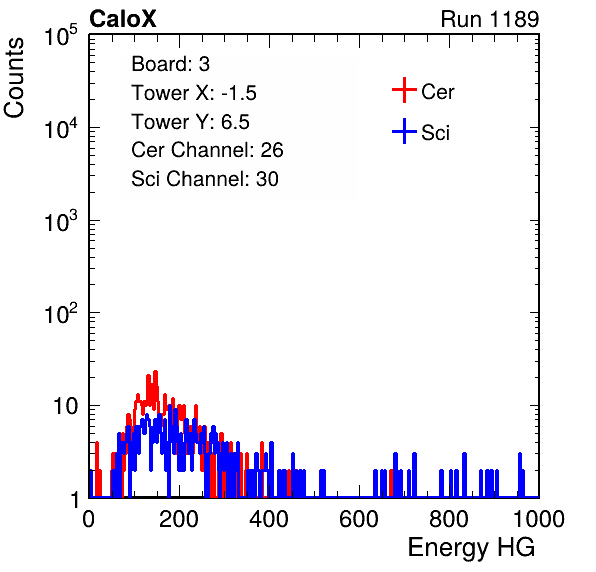 CaloX Run 1189
Counts
Board: 3
Tower X: -1.5
Tower Y: 6.5
Cer Channel: 26
Sci Channel: 30
Cer
Sci
10^5
10^4
10^3
10^2
10
1
0 200 400 600 800 1000
Energy HG